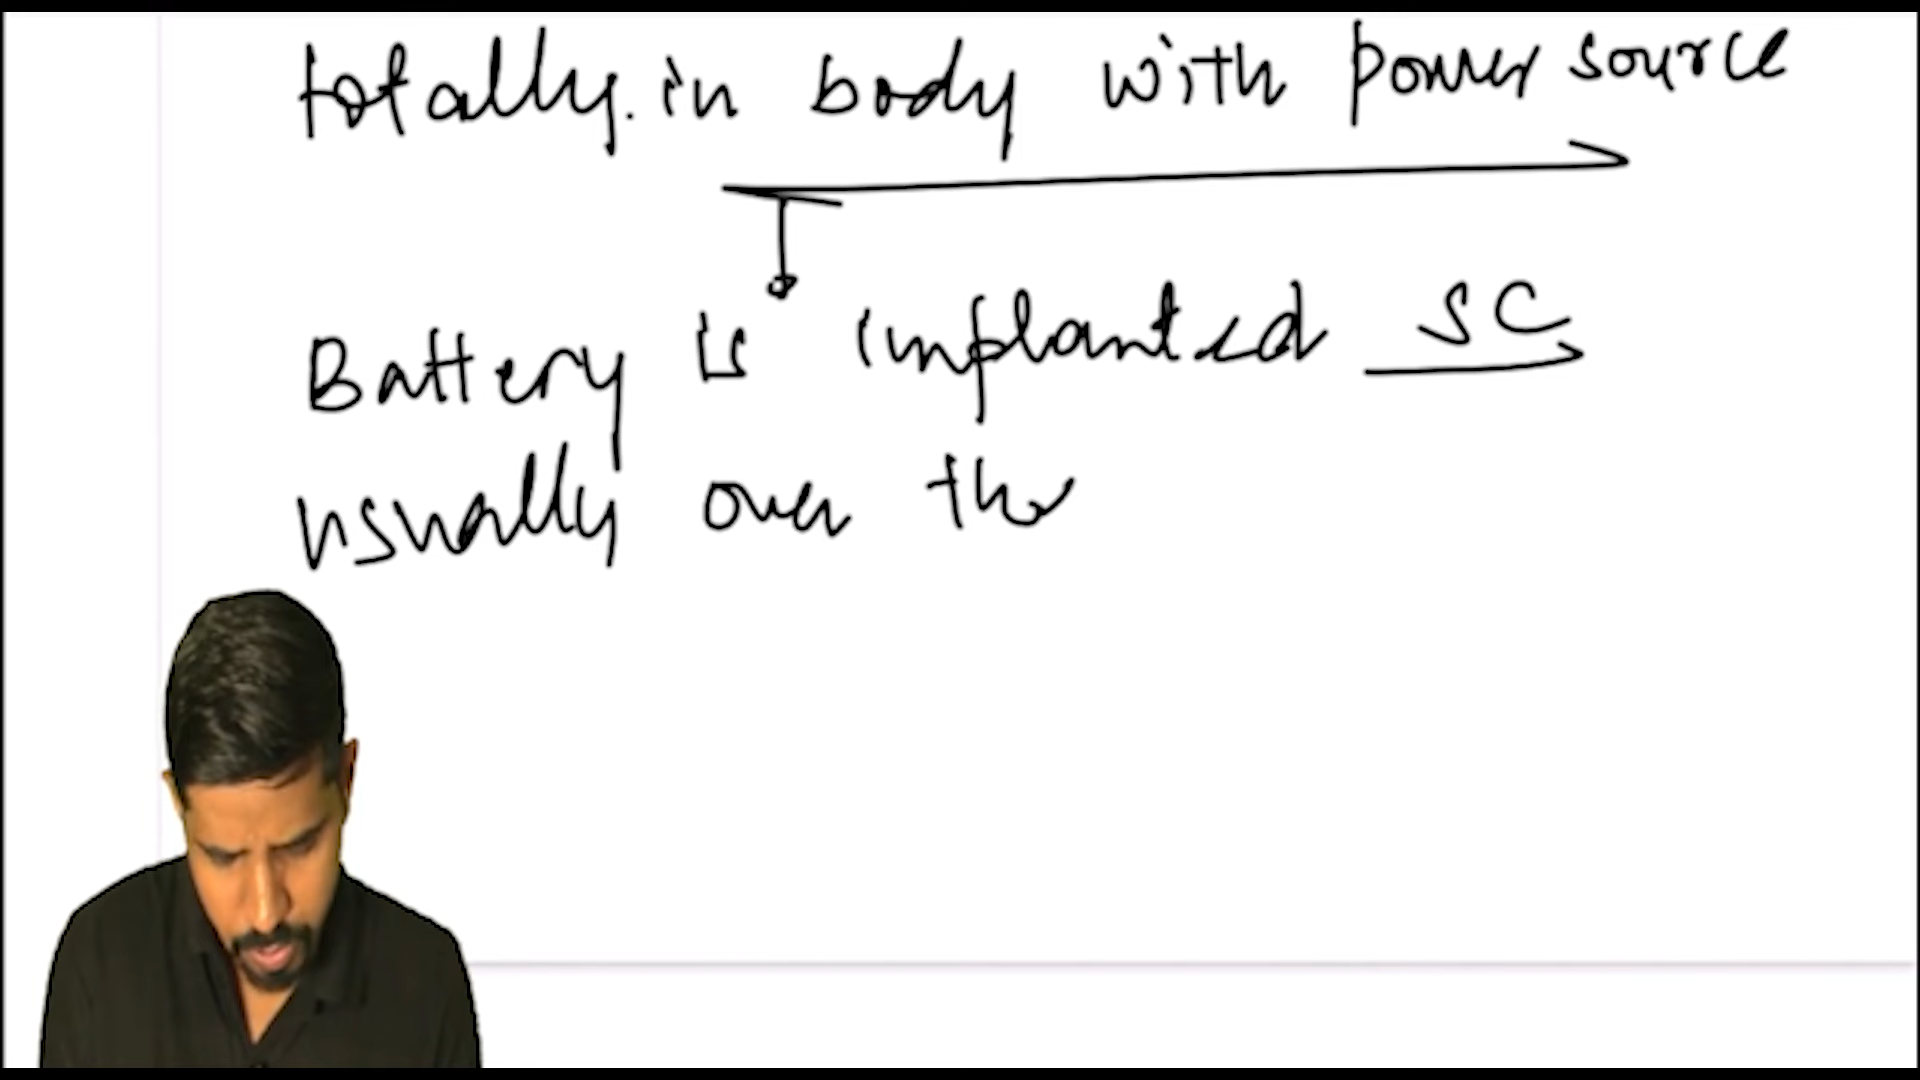 totally. in body with power source
Battery is implanted SC
usually over the